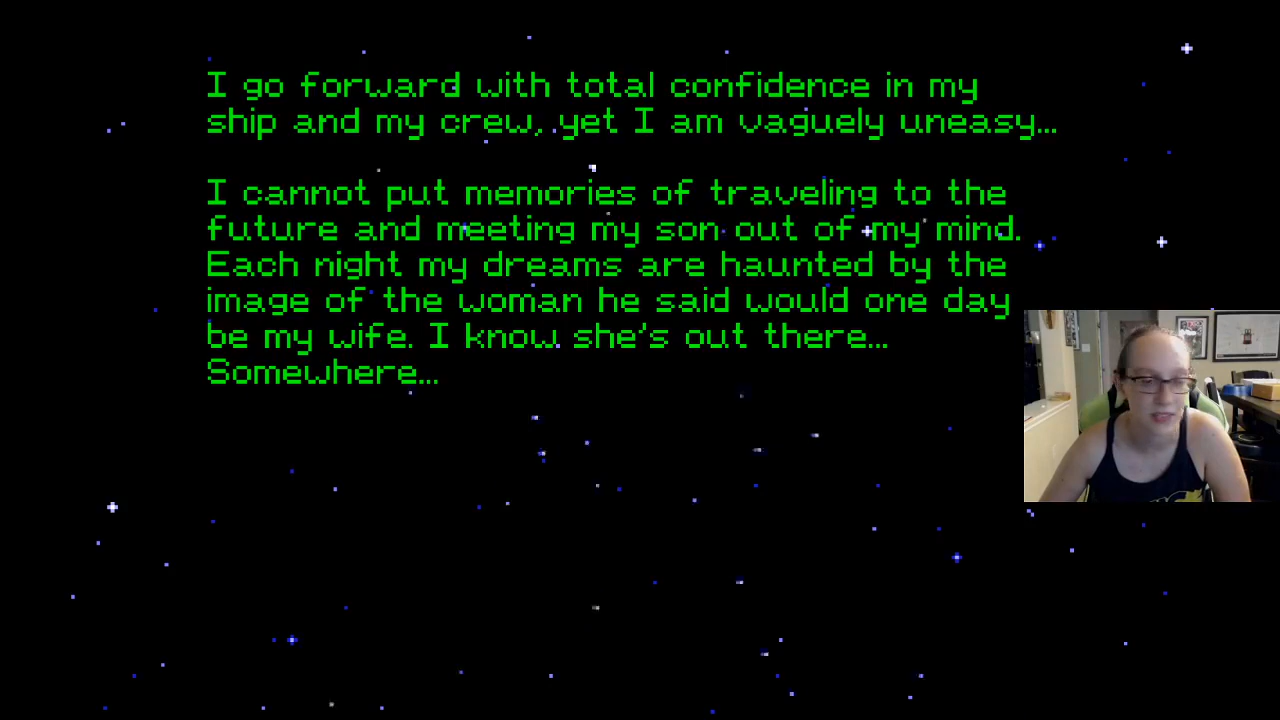 I go forward with total confidence in my
ship and my crew, yet I am vaguely uneasy...
I cannot put memories of traveling to the
future and meeting my son out of my mind.
Each night my dreams are haunted by the
image of the woman he said would one day
be my wife. I know she's out there...
Somewhere...